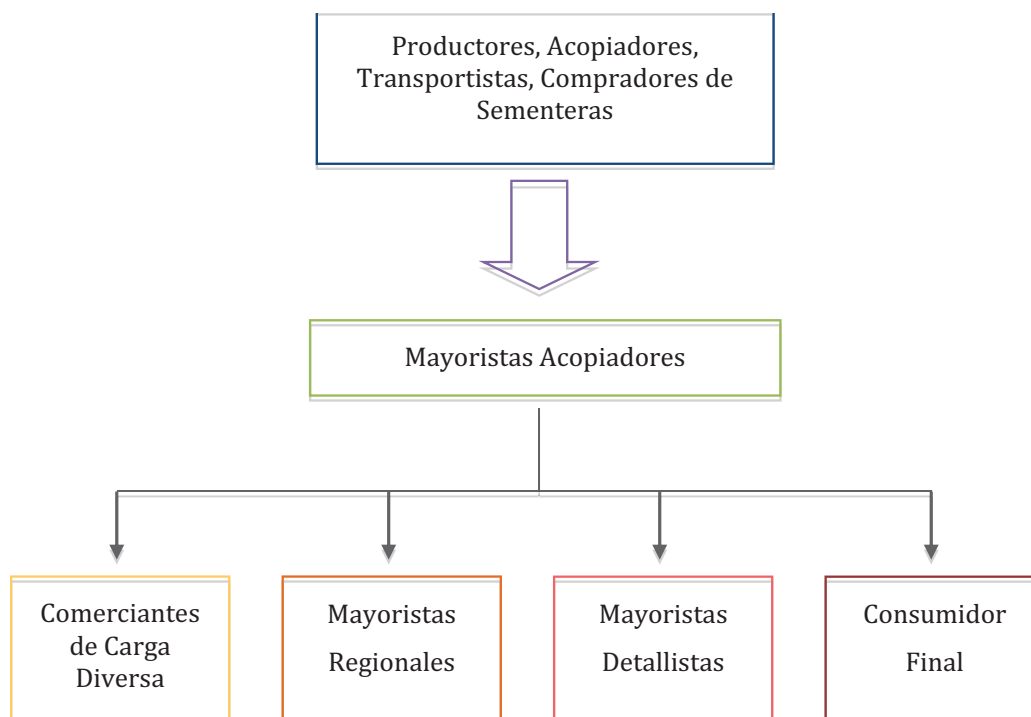 Productores, Acopiadores,
Transportistas, Compradores de
Sementeras
Mayoristas Acopiadores
Comerciantes
de Carga
Diversa
Mayoristas
Regionales
Mayoristas
Detallistas
Consumidor
Final